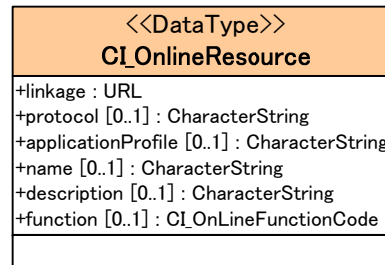 <<DataType>>
CI_OnlineResource
+linkage : URL
+protocol [0..1] : CharacterString
+applicationProfile [0..1] : CharacterString
+name [0..1] : CharacterString
+description [0..1] : CharacterString
+function [0..1] : CI_OnLineFunctionCode